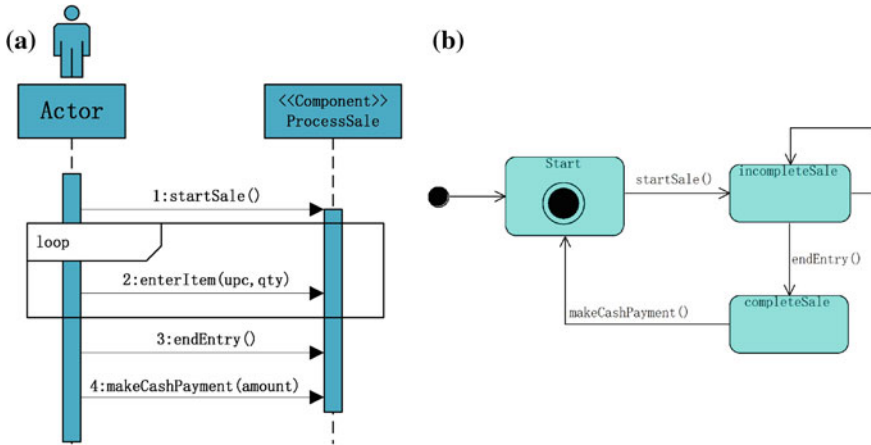 (a)
Actor
<<Component>>
ProcessSale
1:startSale()
loop
2:enterItem(upc,qty)
3:endEntry()
4:makeCashPayment(amount)
(b)
Start
startSale()
incompleteSale
endEntry()
makeCashPayment()
completeSale